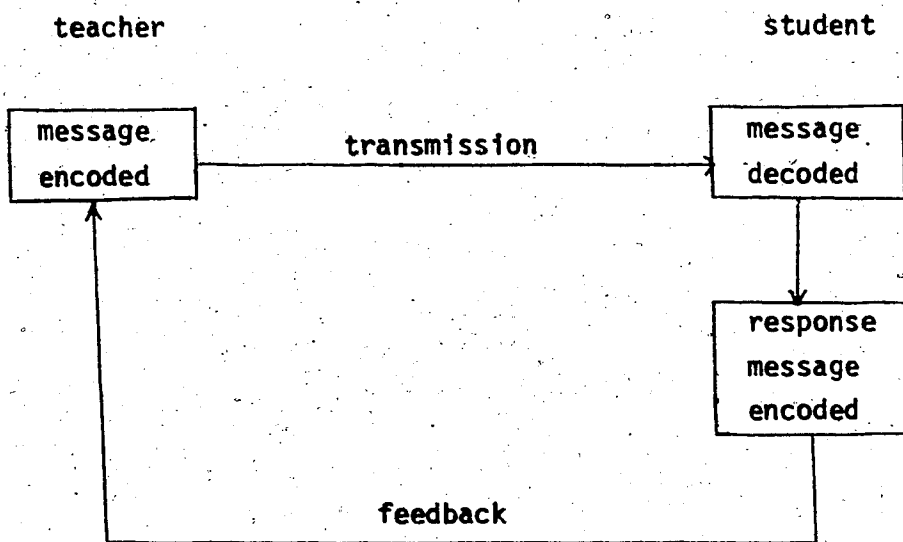 teacher
student
message
encoded
transmission
message
decoded
response
message
encoded
feedback